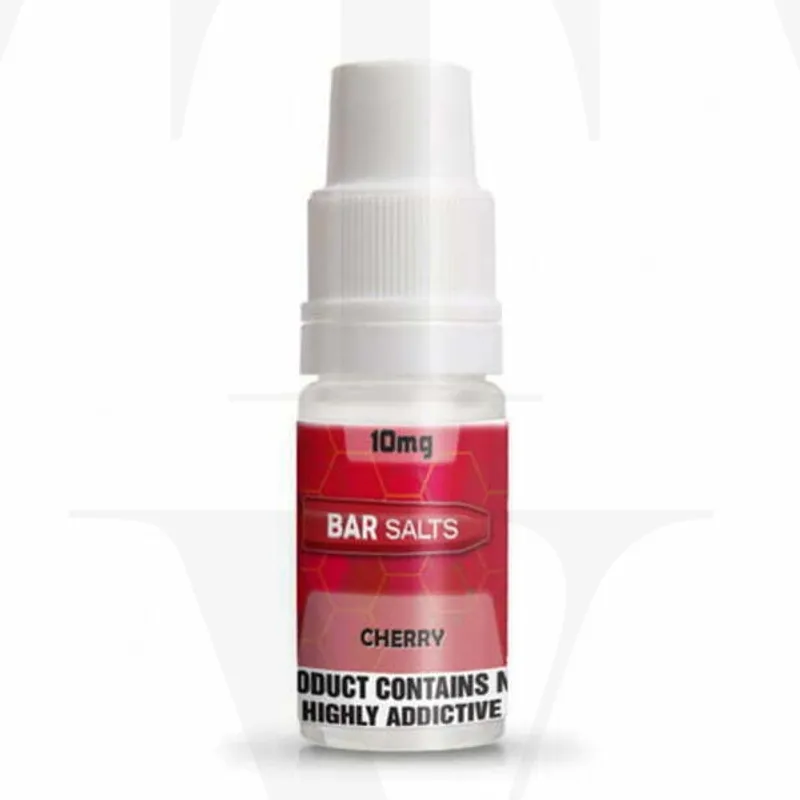 10mg
BAR SALTS
CHERRY
ODUCT CONTAINS N
HIGHLY ADDICTIVE